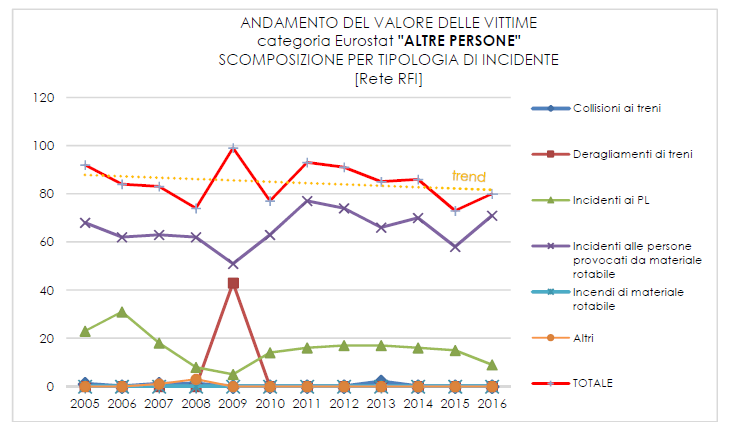 ANDAMENTO DEL VALORE DELLE VITTIME
categoria Eurostat "ALTRE PERSONE"
SCOMPOSIZIONE PER TIPOLOGIA DI INCIDENTE
[Rete RFI]
120
100
80
60
40
20
0
trend
2005 2006 2007 2008 2009 2010 2011 2012 2013 2014 2015 2016
Collisioni ai treni
Deragliamenti di treni
Incidenti ai PL
Incidenti alle persone
provocati da materiale
rotabile
Incendi di materiale
rotabile
Altri
TOTALE